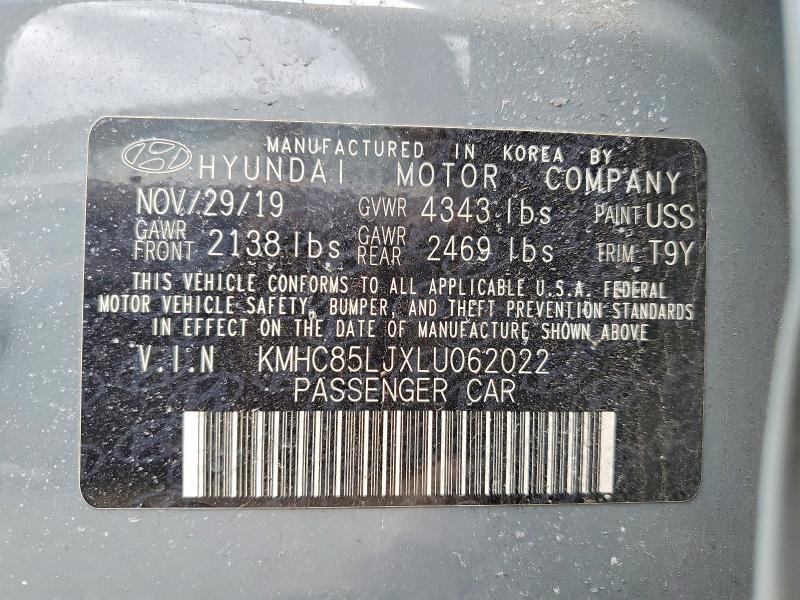 MANUFACTURED IN KOREA BY
HYUNDAI MOTOR COMPANY
NOV/29/19 GVWR 4343 lbs PAINT USS
GAWR FRONT 2138 lbs GAWR REAR 2469 lbs TRIM T9Y
THIS VEHICLE CONFORMS TO ALL APPLICABLE U.S.A. FEDERAL
MOTOR VEHICLE SAFETY, BUMPER, AND THEFT PREVENTION STANDARDS
IN EFFECT ON THE DATE OF MANUFACTURE SHOWN ABOVE
V.I.N KMHC85LJXLU062022
PASSENGER CAR